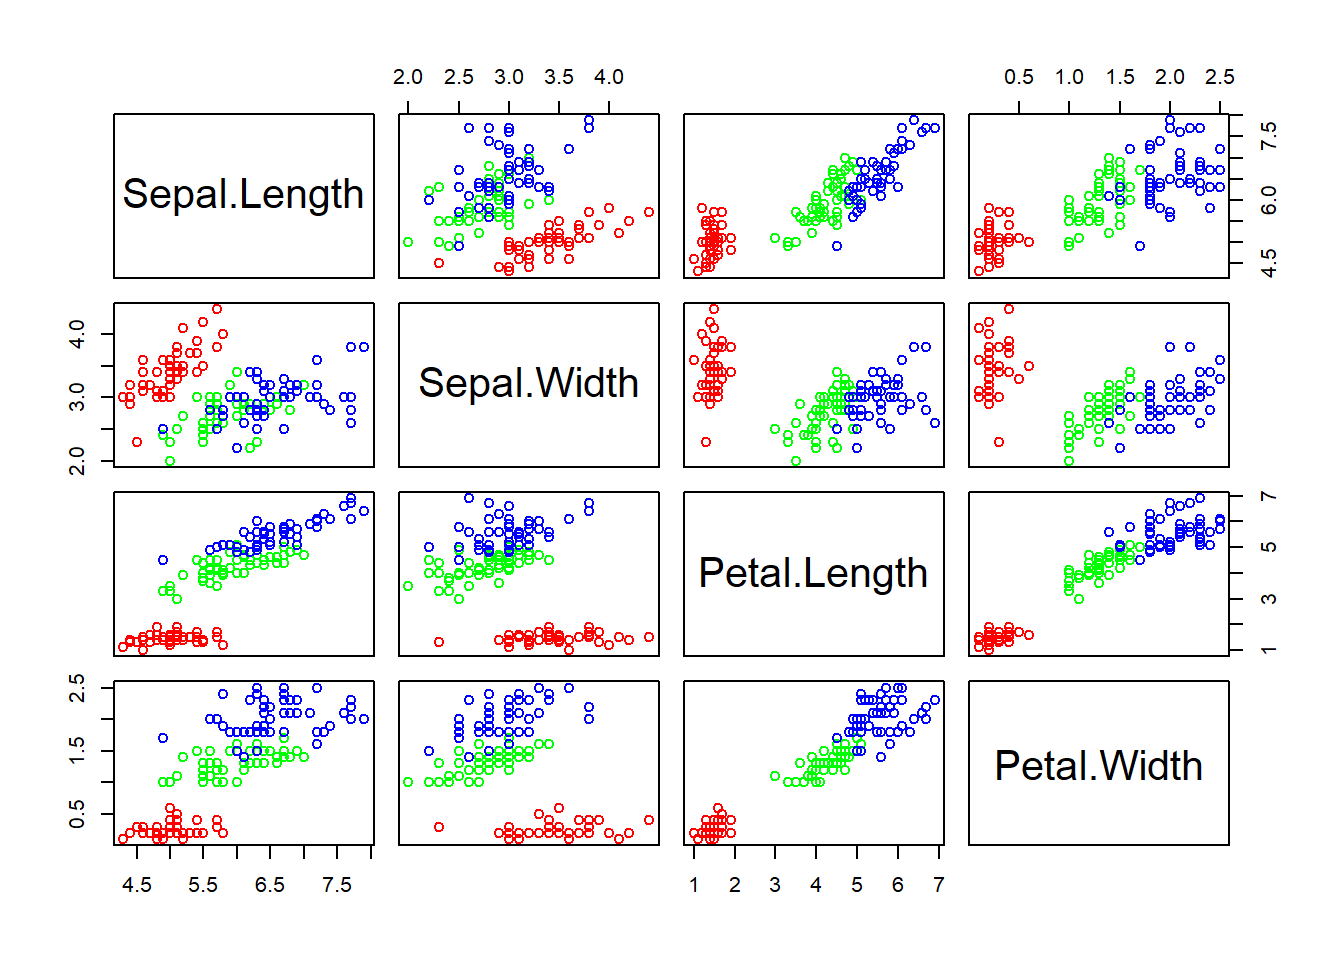 2.0 2.5 3.0 3.5 4.0
0.5 1.0 1.5 2.0 2.5
Sepal.Length
4.5 6.0 7.5
2.0 3.0 4.0
Sepal.Width
Petal.Length
1 3 5 7
0.5 1.5 2.5
Petal.Width
4.5 5.5 6.5 7.5
1 2 3 4 5 6 7